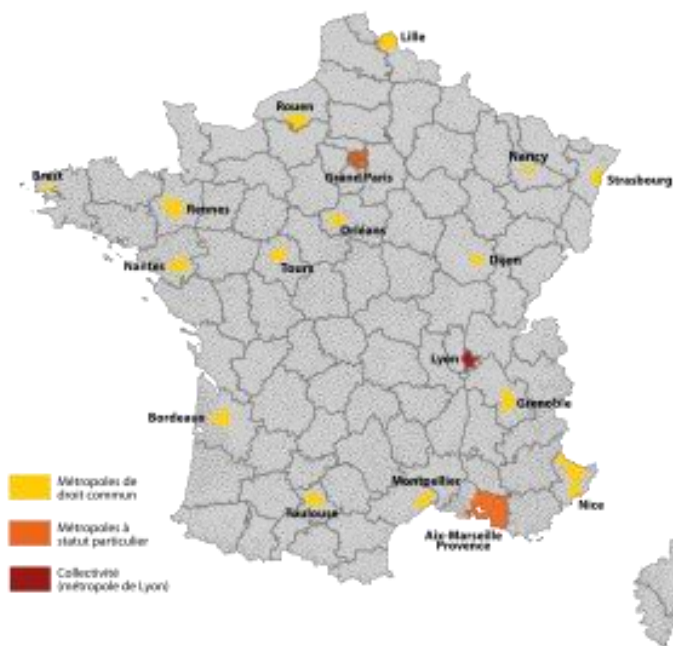 Lille
Rouen
Brest
Grand Paris
Nancy
Strasbourg
Rennes
Orléans
Nantes
Tours
Dijon
Lyon
Grenoble
Bordeaux
Montpellier
Toulouse
Nice
Aix-Marseille
Provence
Métropoles de
droit commun
Métropoles à
statut particulier
Collectivité
(métropole de Lyon)